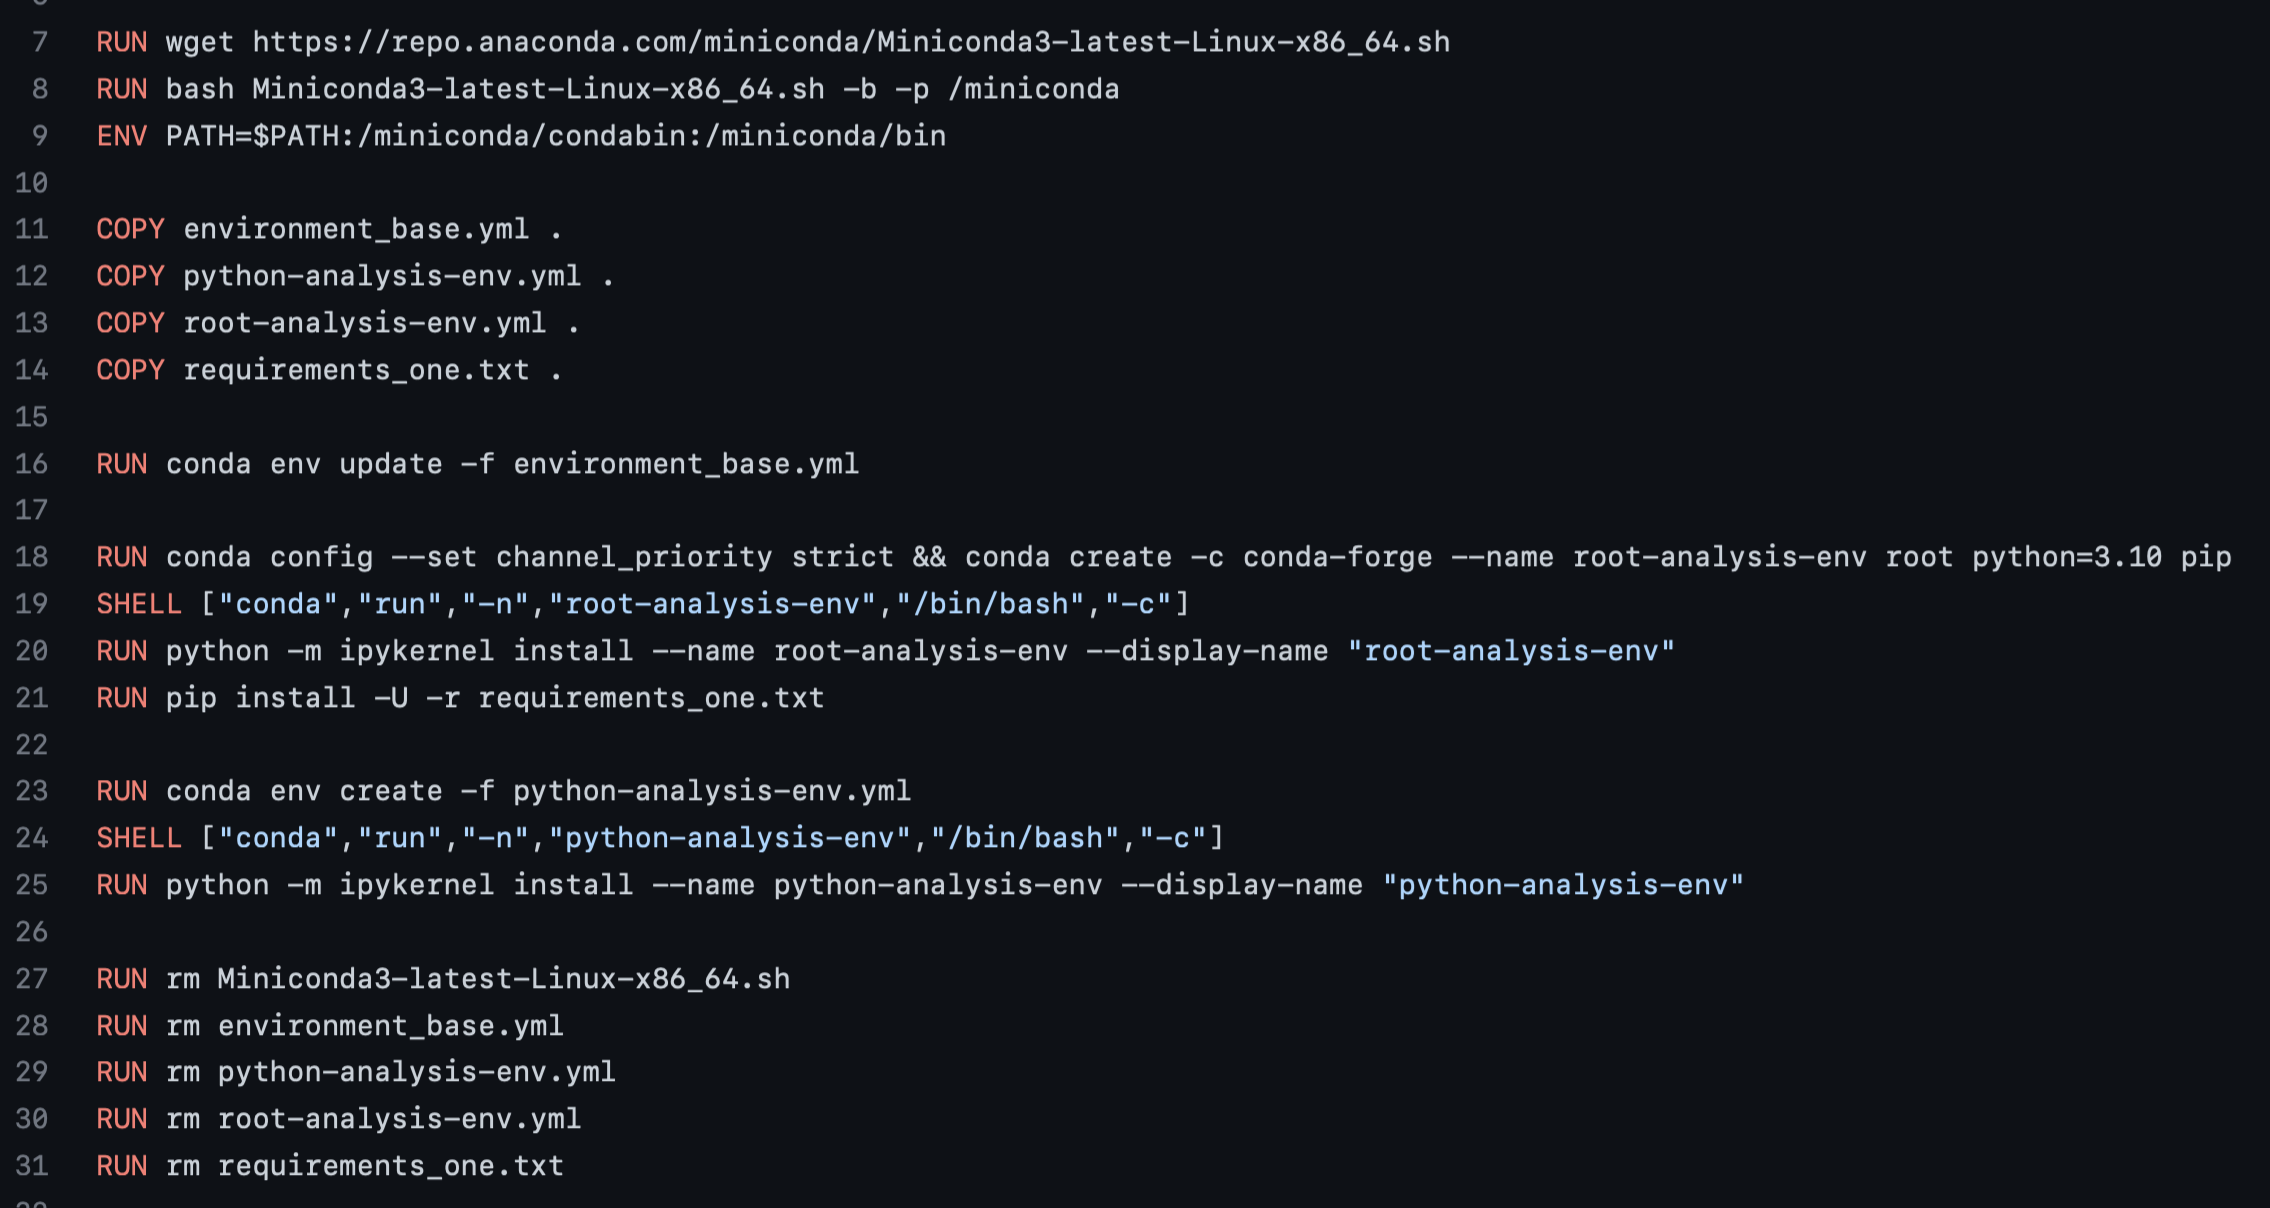 7 RUN wget https://repo.anaconda.com/miniconda/Miniconda3-latest-Linux-x86_64.sh
8 RUN bash Miniconda3-latest-Linux-x86_64.sh -b -p /miniconda
9 ENV PATH=$PATH:/miniconda/condabin:/miniconda/bin
10
11 COPY environment_base.yml .
12 COPY python-analysis-env.yml .
13 COPY root-analysis-env.yml .
14 COPY requirements_one.txt .
15
16 RUN conda env update -f environment_base.yml
17
18 RUN conda config --set channel_priority strict && conda create -c conda-forge --name root-analysis-env root python=3.10 pip
19 SHELL ["conda","run","-n","root-analysis-env","/bin/bash","-c"]
20 RUN python -m ipykernel install --name root-analysis-env --display-name "root-analysis-env"
21 RUN pip install -U -r requirements_one.txt
22
23 RUN conda env create -f python-analysis-env.yml
24 SHELL ["conda","run","-n","python-analysis-env","/bin/bash","-c"]
25 RUN python -m ipykernel install --name python-analysis-env --display-name "python-analysis-env"
26
27 RUN rm Miniconda3-latest-Linux-x86_64.sh
28 RUN rm environment_base.yml
29 RUN rm python-analysis-env.yml
30 RUN rm root-analysis-env.yml
31 RUN rm requirements_one.txt